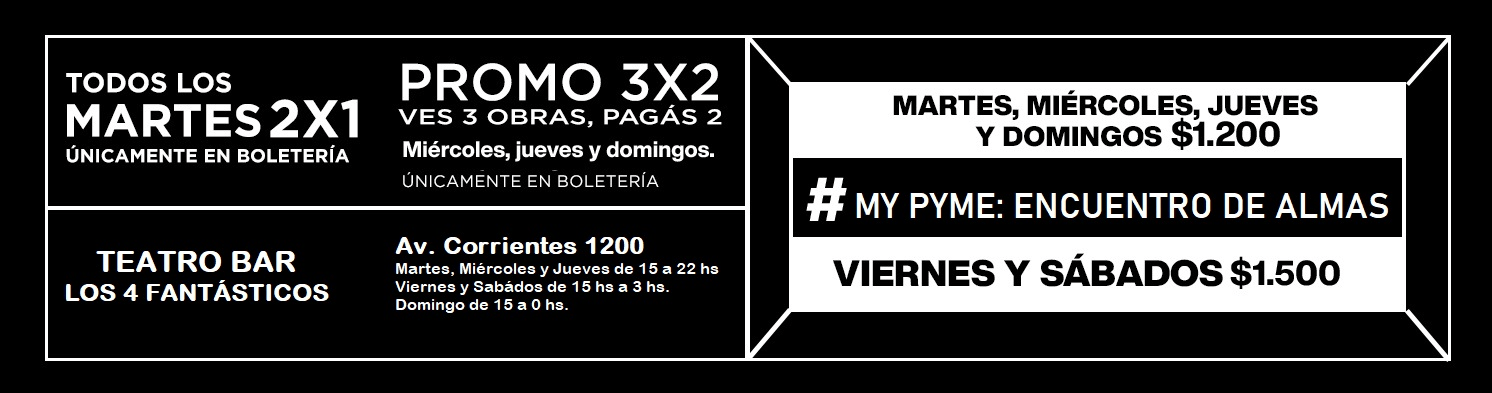 TODOS LOS
MARTES 2X1
ÚNICAMENTE EN BOLETERÍA
PROMO 3X2
VES 3 OBRAS, PAGÁS 2
Miércoles, jueves y domingos.
ÚNICAMENTE EN BOLETERÍA
TEATRO BAR
LOS 4 FANTÁSTICOS
Av. Corrientes 1200
Martes, Miércoles y Jueves de 15 a 22 hs
Viernes y Sabádos de 15 hs a 3 hs.
Domingo de 15 a 0 hs.
MARTES, MIÉRCOLES, JUEVES
Y DOMINGOS $1.200
# MY PYME: ENCUENTRO DE ALMAS
VIERNES Y SÁBADOS $1.500